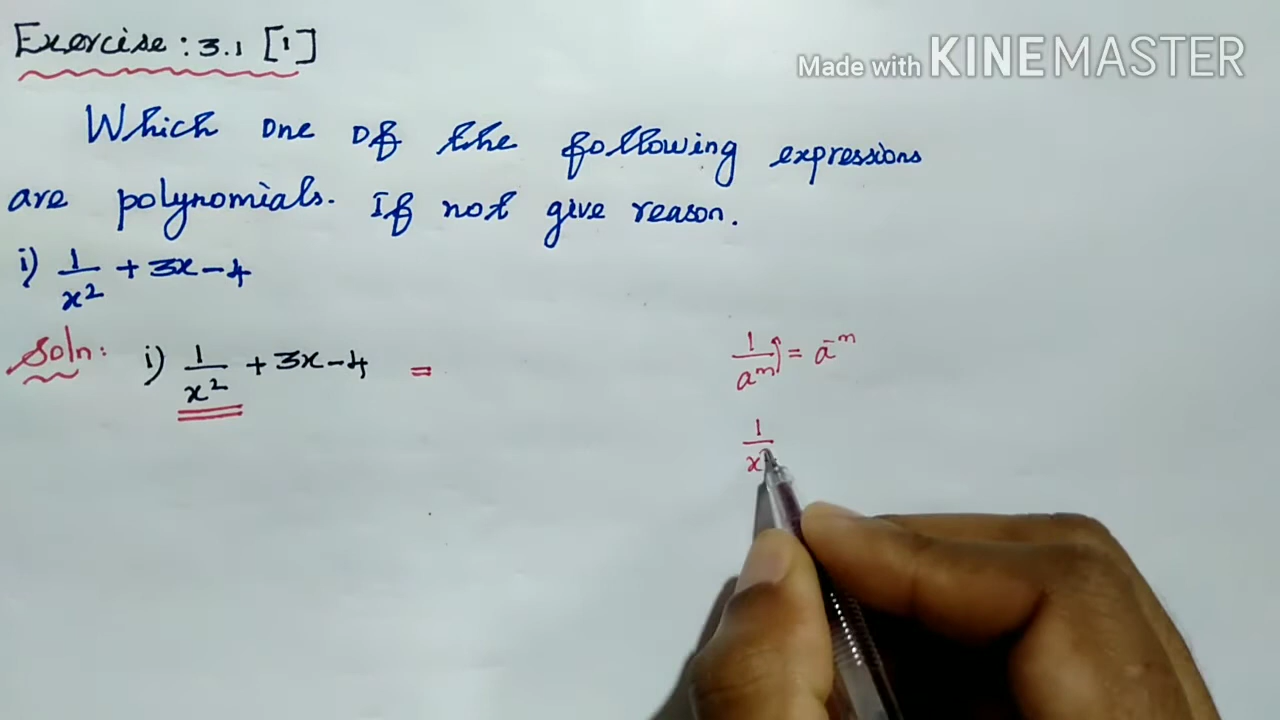 Exercise: 3.1 [1]
Made with KINEMASTER
Which one of the following expressions
are polynomials. If not give reason.
i) 1/x² + 3x - 4
Soln: i) 1/x² + 3x - 4 =
1/aᵐ = a⁻ᵐ
1/x